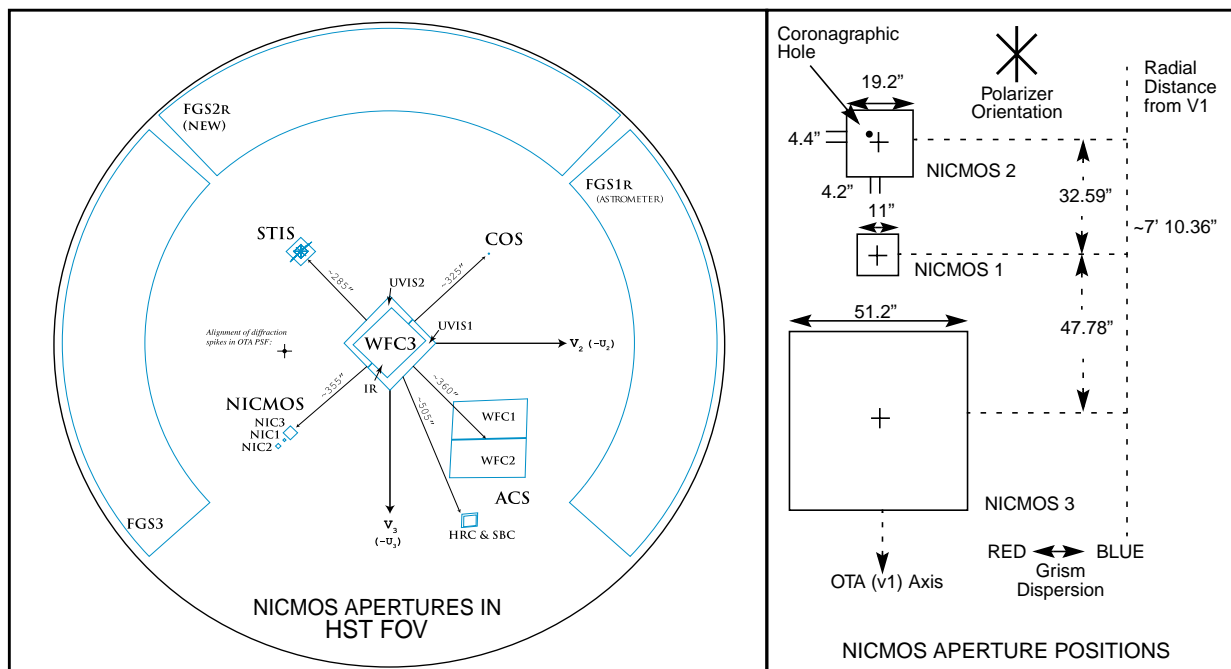 FGS2R
(NEW)
FGS1R
(ASTROMETER)
STIS
COS
~285”
~325”
UVIS2
UVIS1
WFC3
V2 (-U2)
Alignment of diffraction
spikes in OTA PSF:
IR
~355”
~360”
~505”
NICMOS
NIC3
NIC1
NIC2
WFC1
WFC2
ACS
FGS3
V3
(-U3)
HRC & SBC
NICMOS APERTURES IN
HST FOV
Coronagraphic
Hole
19.2”
Polarizer
Orientation
Radial
Distance
from V1
4.4”
NICMOS 2
4.2”
32.59”
11”
~7’ 10.36”
NICMOS 1
51.2”
47.78”
NICMOS 3
RED
BLUE
Grism
Dispersion
OTA (v1) Axis
NICMOS APERTURE POSITIONS